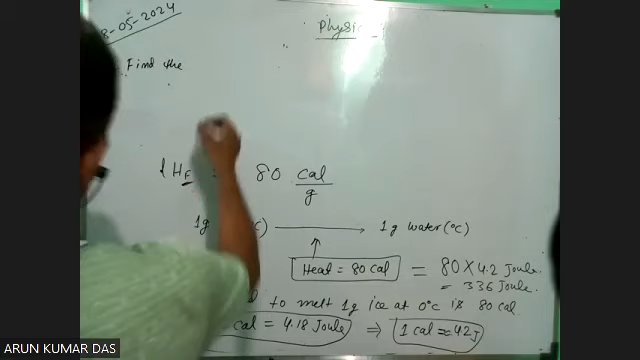 8-05-2024
Physic
Find the
LHF = 80 cal/g
1g °c) → 1g water (°c)
Heat = 80 cal = 80 × 4.2 Joule.
= 336 Joule.
to melt 1g ice at 0°c is 80 cal.
cal = 4.18 Joule ⇒ 1 cal = 4.2 J
ARUN KUMAR DAS